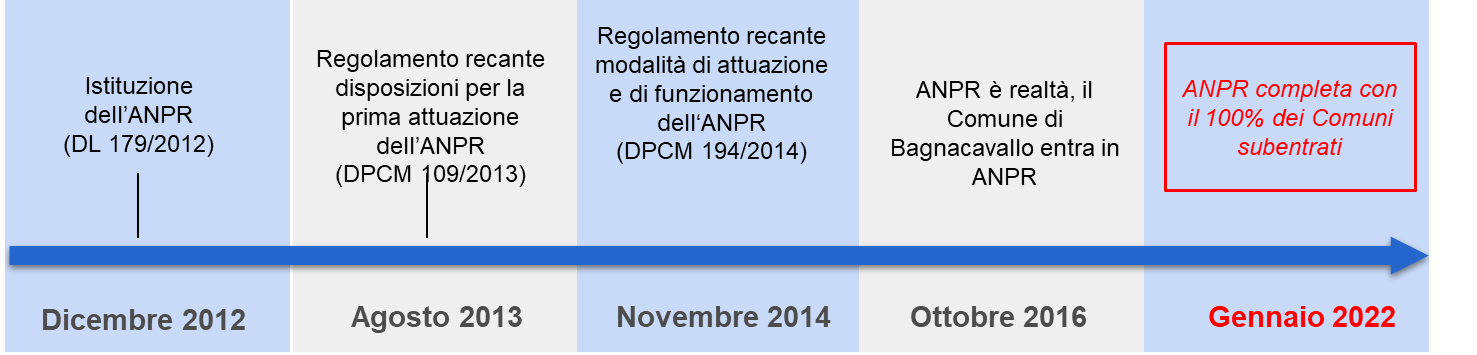 Istituzione
dell’ANPR
(DL 179/2012)
Regolamento recante
disposizioni per la
prima attuazione
dell’ANPR
(DPCM 109/2013)
Regolamento recante
modalità di attuazione
e di funzionamento
dell‘ANPR
(DPCM 194/2014)
ANPR è realtà, il
Comune di
Bagnacavallo entra in
ANPR
ANPR completa con
il 100% dei Comuni
subentrati
Dicembre 2012
Agosto 2013
Novembre 2014
Ottobre 2016
Gennaio 2022